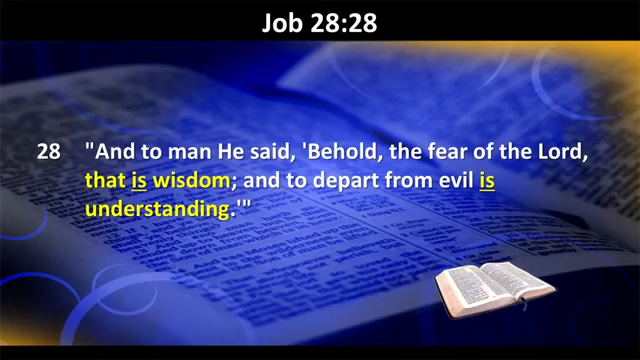 Job 28:28
28 "And to man He said, 'Behold, the fear of the Lord,
that is wisdom; and to depart from evil is
understanding.'"